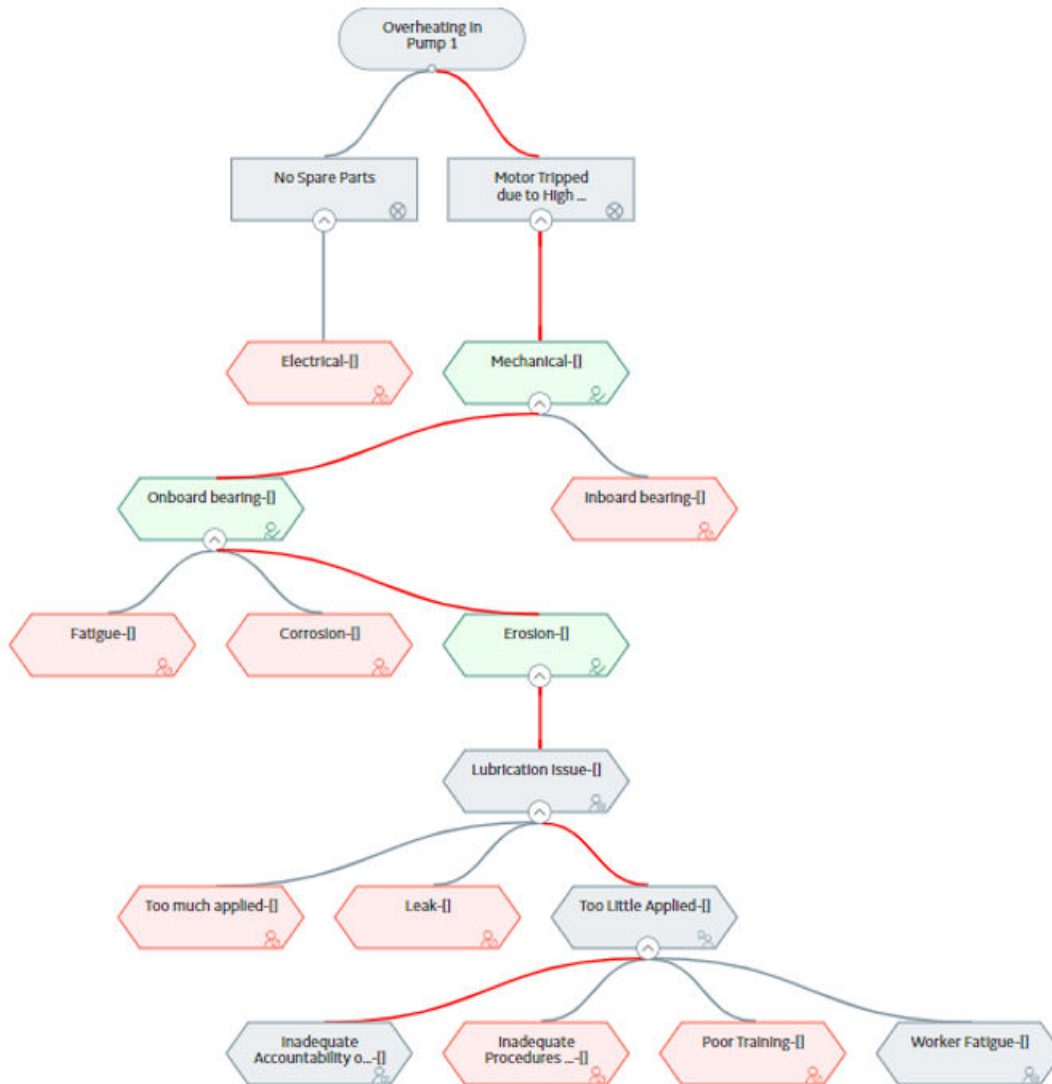 Overheating in
Pump 1
No Spare Parts
Motor Tripped
due to High ...
Electrical-[]
Mechanical-[]
Onboard bearing-[]
Inboard bearing-[]
Fatigue-[]
Corrosion-[]
Erosion-[]
Lubrication Issue-[]
Too much applied-[]
Leak-[]
Too Little Applied-[]
Inadequate
Accountability o...-[]
Inadequate
Procedures ...-[]
Poor Training-[]
Worker Fatigue-[]